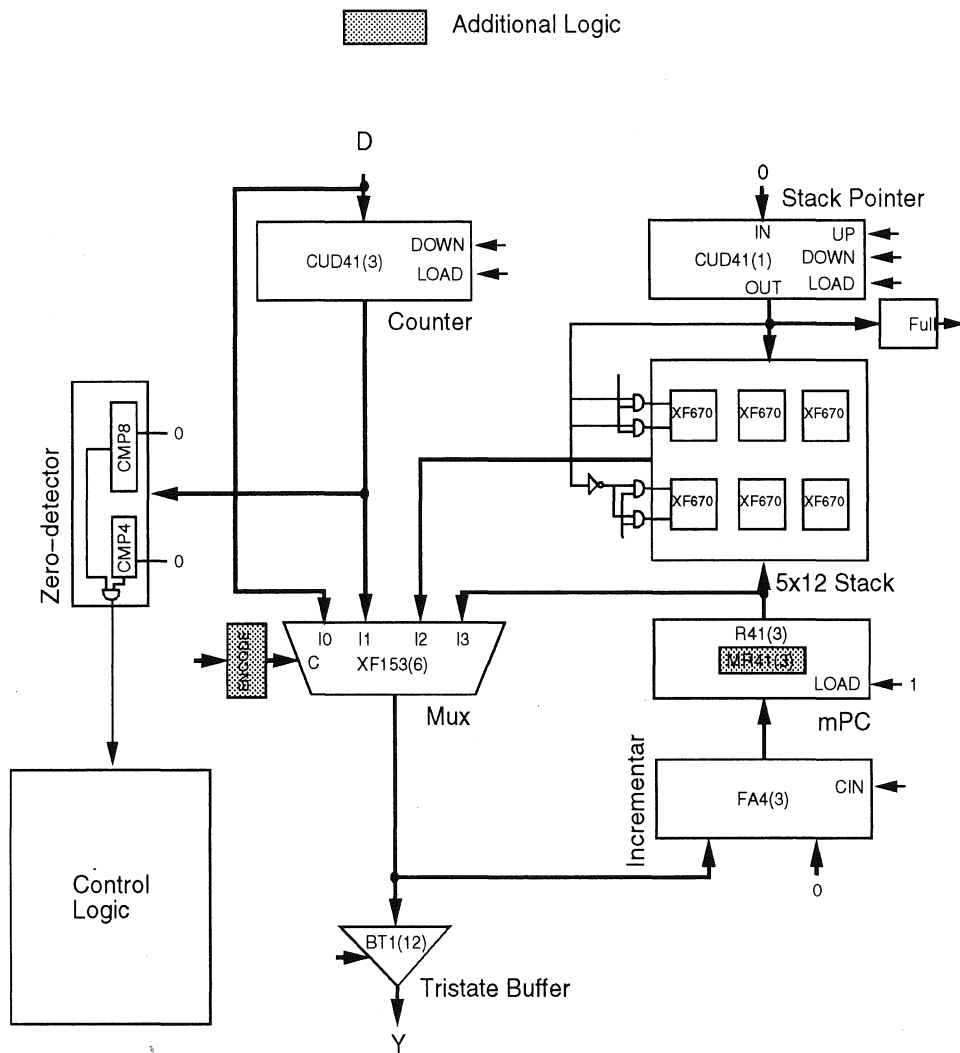 Additional Logic
D
0
Stack Pointer
CUD41(3)
DOWN
LOAD
Counter
IN
UP
CUD41(1)
DOWN
OUT
LOAD
Full
XF670
XF670
XF670
XF670
XF670
XF670
5x12 Stack
Zero-detector
CMP8
0
CMP4
0
I0
I1
I2
I3
ENCODE
C
XF153(6)
Mux
R41(3)
MR41(3)
LOAD
1
mPC
Incrementar
FA4(3)
CIN
0
Control
Logic
BT1(12)
Tristate Buffer
Y